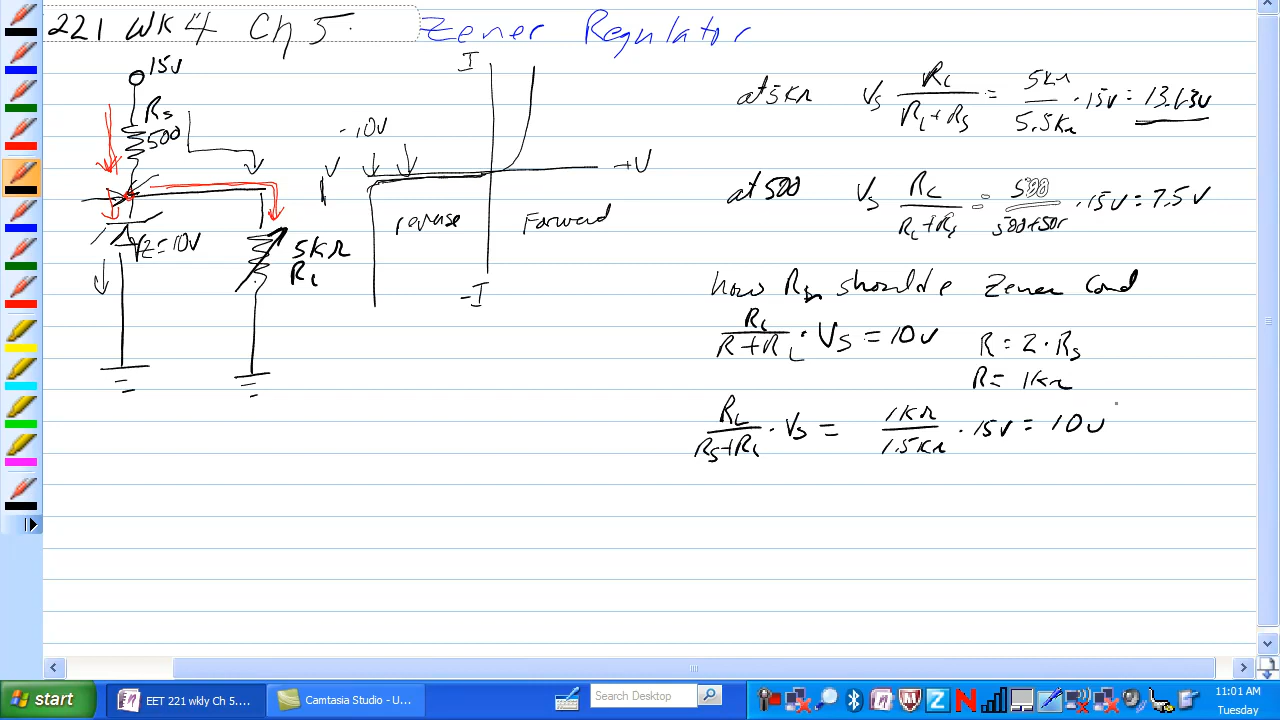 221 WK 4 Ch 5. Zener Regulator
15V
Rs
500
Vz=10V
5KΩ
RL
I
-10V
V
+V
reverse Forward
-I
at 5KΩ Vs RL / RL+Rs = 5KΩ / 5.5KΩ · 15V = 13.63V
at 500 Vs RL / RL+Rs = 500 / 500+500 · 15V = 7.5V
Zener Cond
RL / R+RL · Vs = 10V
R = 2 · Rs
R = 1KΩ
RL / Rs+RL · Vs = 1KΩ / 1.5KΩ · 15V = 10V
start
EET 221 wkly Ch 5....
Camtasia Studio - U...
Search Desktop
11:01 AM
Tuesday